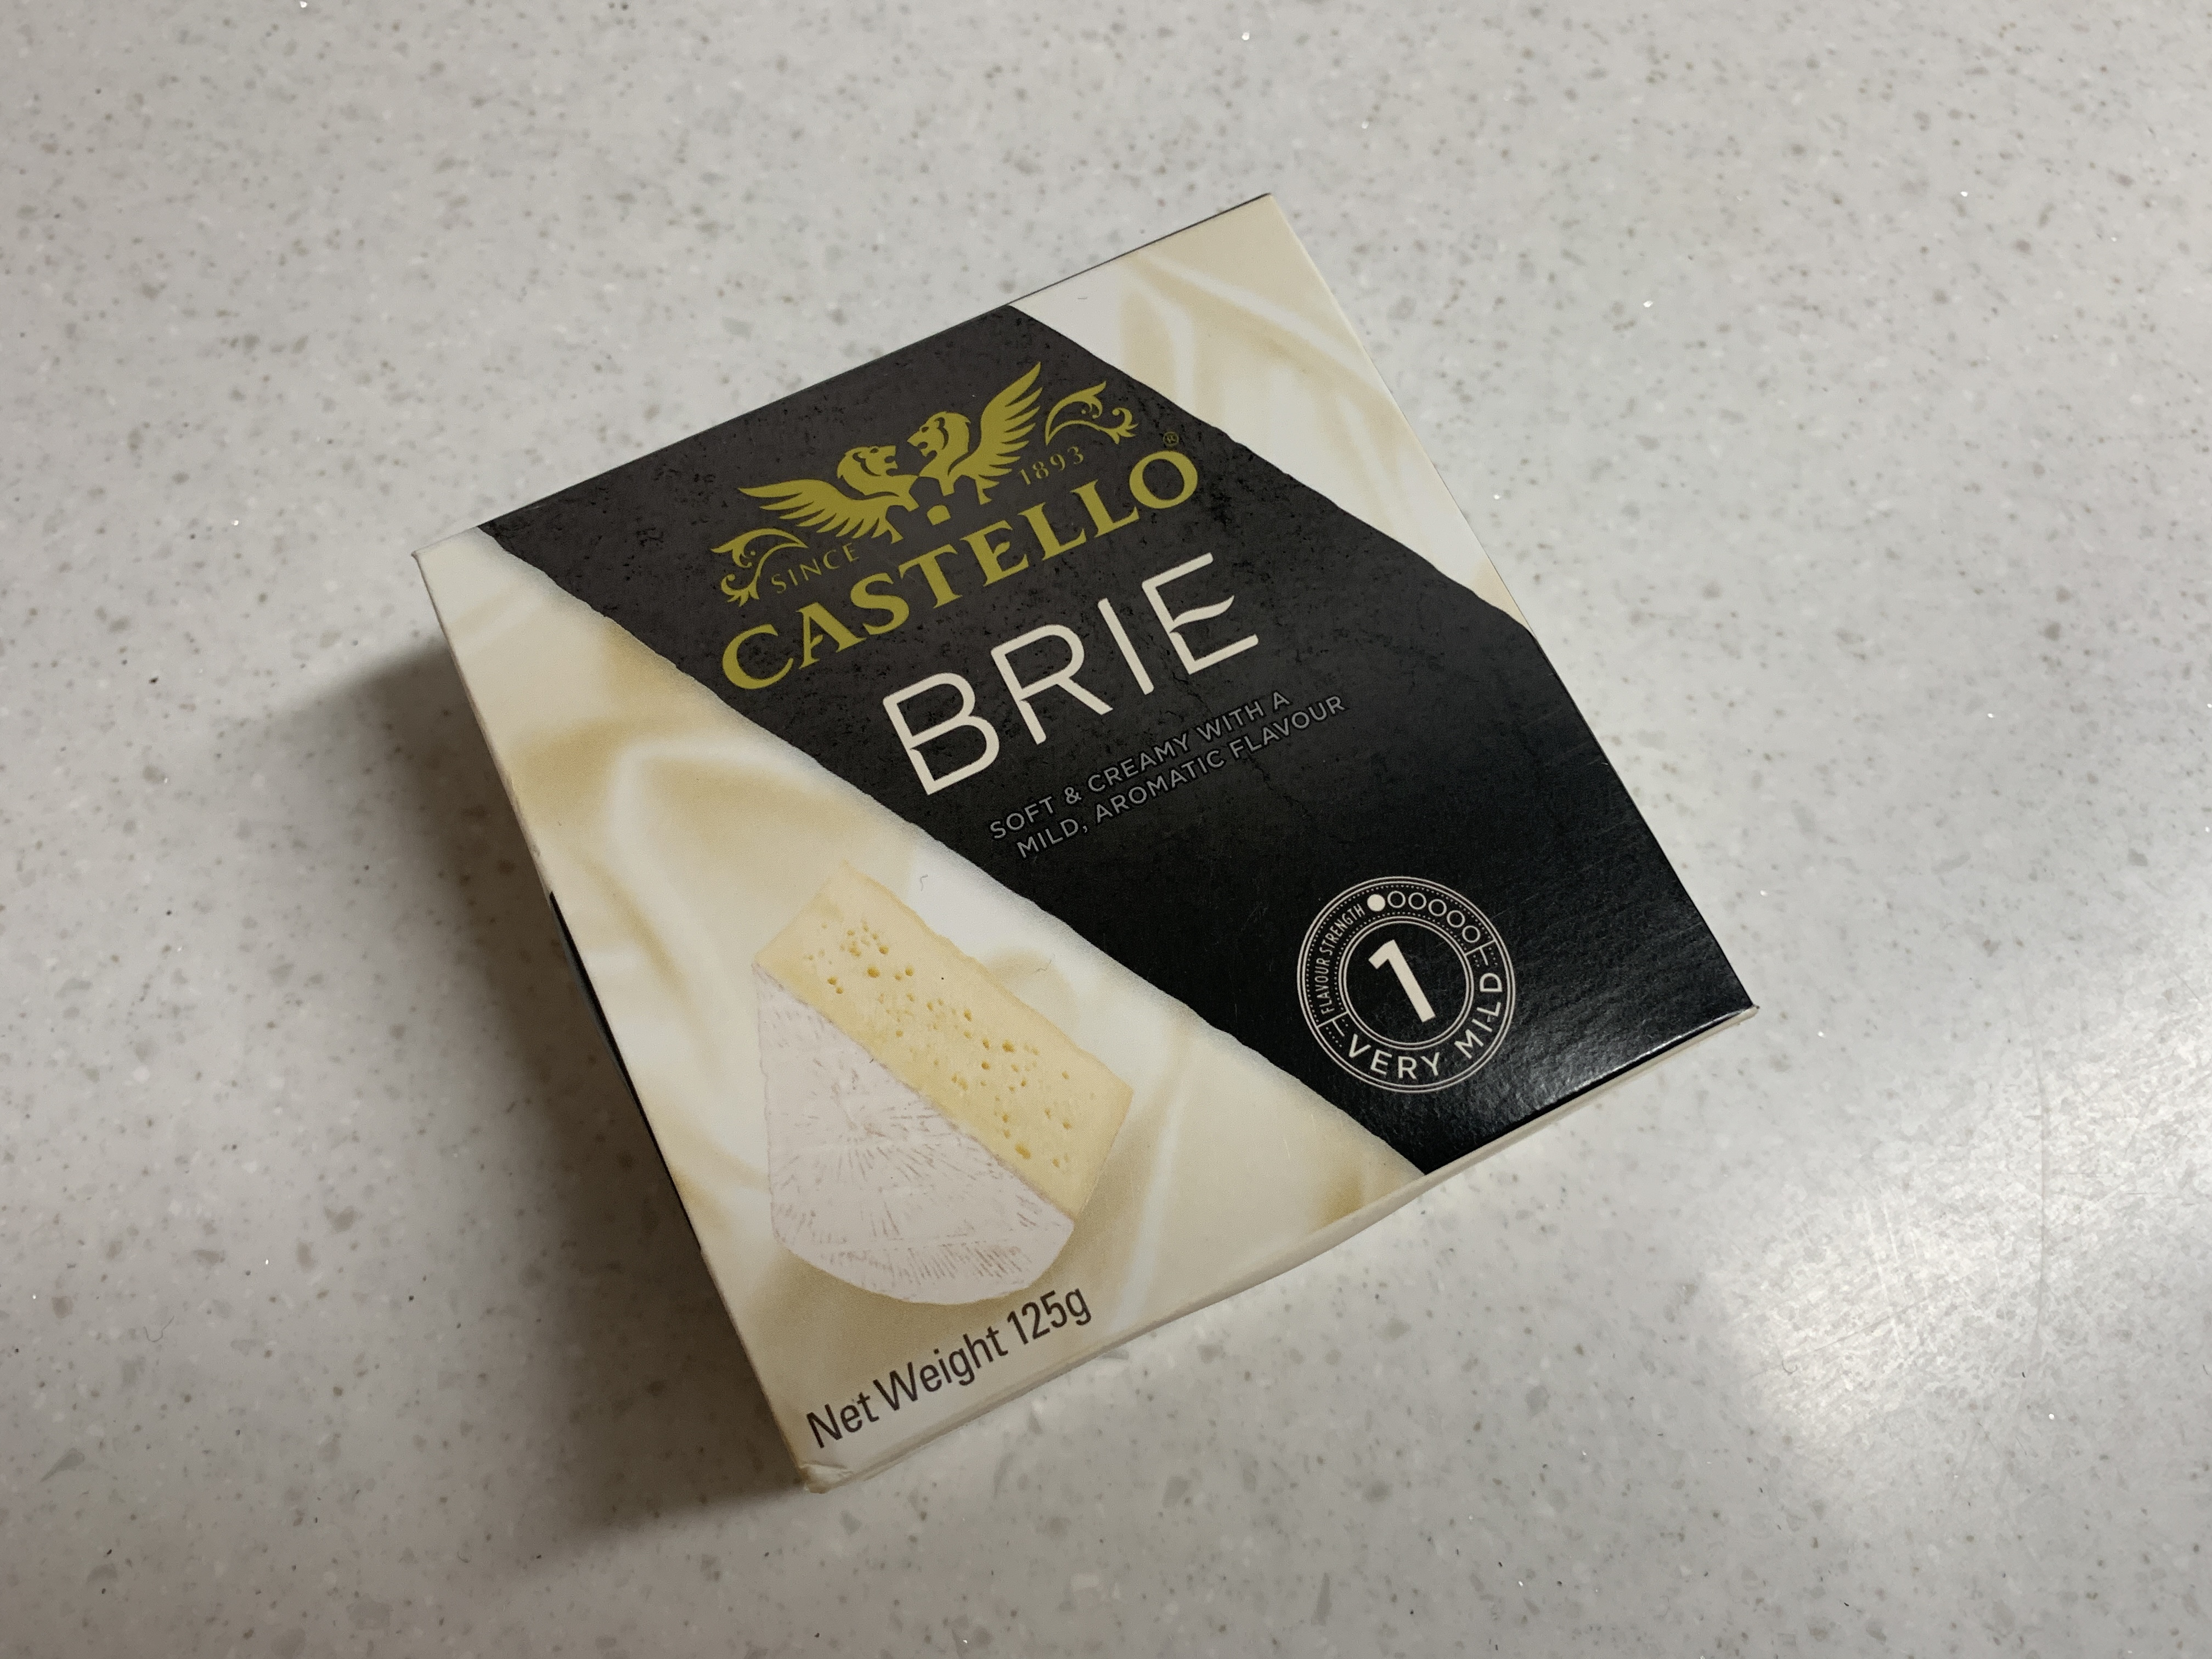 SINCE 1893
CASTELLO®
BRIE
SOFT & CREAMY WITH A
MILD, AROMATIC FLAVOUR
FLAVOUR STRENGTH
1
VERY MILD
Net Weight 125g